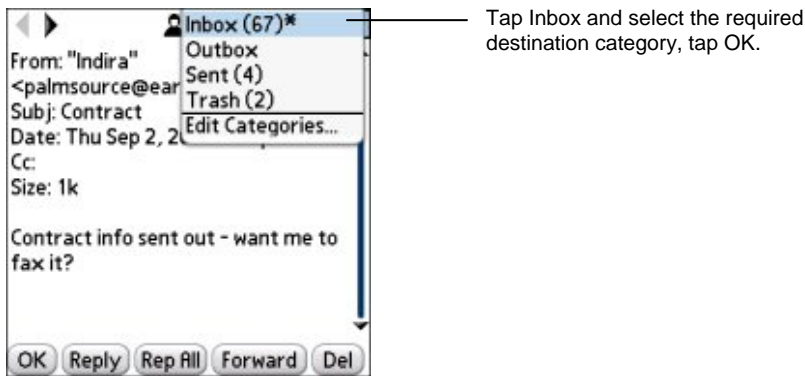 Inbox (67)*
Outbox
Sent (4)
Trash (2)
Edit Categories...
From: "Indira"
<palmsource@ear
Subj: Contract
Date: Thu Sep 2, 2
Cc:
Size: 1k
Contract info sent out - want me to
fax it?
OK Reply Rep All Forward Del
Tap Inbox and select the required
destination category, tap OK.